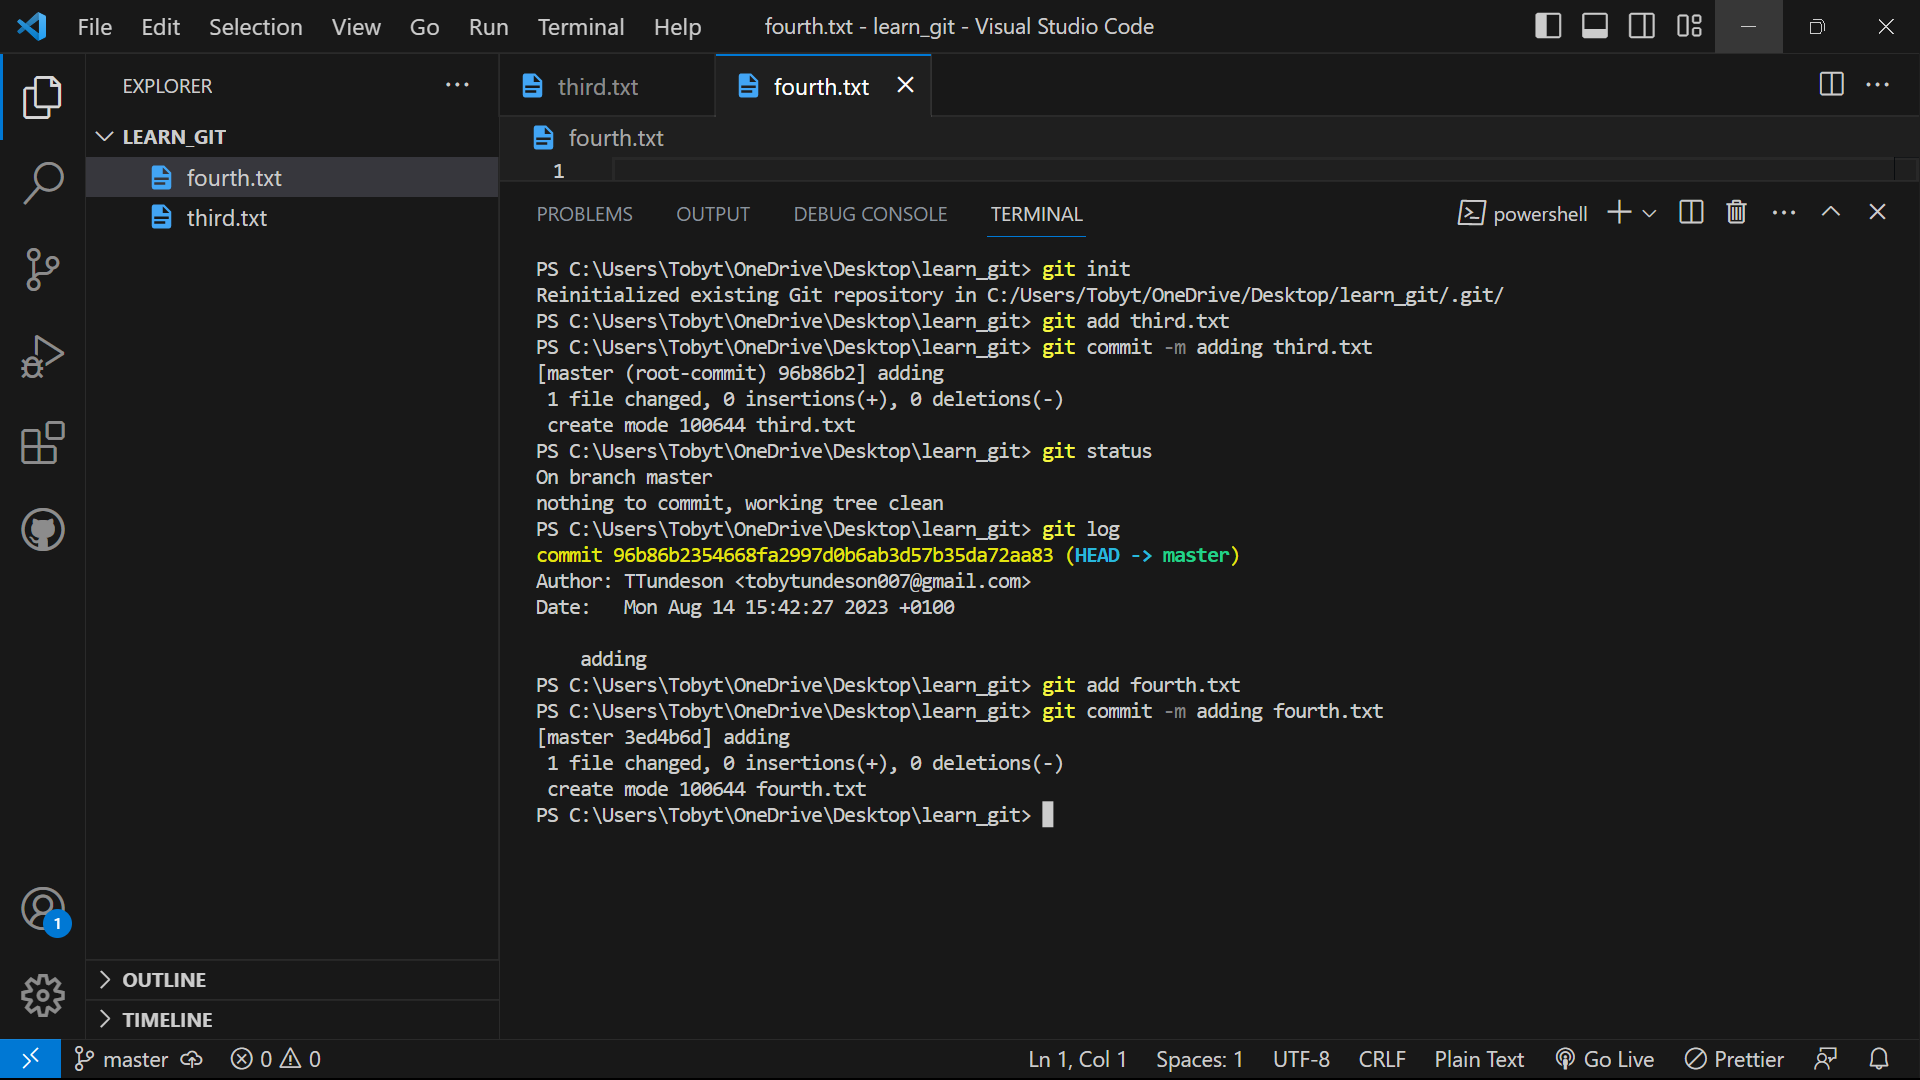 File Edit Selection View Go Run Terminal Help fourth.txt - learn_git - Visual Studio Code
EXPLORER
LEARN_GIT
fourth.txt
third.txt
OUTLINE
TIMELINE
third.txt fourth.txt
fourth.txt
1
PROBLEMS OUTPUT DEBUG CONSOLE TERMINAL powershell
PS C:\Users\Tobyt\OneDrive\Desktop\learn_git> git init
Reinitialized existing Git repository in C:/Users/Tobyt/OneDrive/Desktop/learn_git/.git/
PS C:\Users\Tobyt\OneDrive\Desktop\learn_git> git add third.txt
PS C:\Users\Tobyt\OneDrive\Desktop\learn_git> git commit -m adding third.txt
[master (root-commit) 96b86b2] adding
1 file changed, 0 insertions(+), 0 deletions(-)
create mode 100644 third.txt
PS C:\Users\Tobyt\OneDrive\Desktop\learn_git> git status
On branch master
nothing to commit, working tree clean
PS C:\Users\Tobyt\OneDrive\Desktop\learn_git> git log
commit 96b86b2354668fa2997d0b6ab3d57b35da72aa83 (HEAD -> master)
Author: TTundeson <tobytundeson007@gmail.com>
Date:   Mon Aug 14 15:42:27 2023 +0100
adding
PS C:\Users\Tobyt\OneDrive\Desktop\learn_git> git add fourth.txt
PS C:\Users\Tobyt\OneDrive\Desktop\learn_git> git commit -m adding fourth.txt
[master 3ed4b6d] adding
1 file changed, 0 insertions(+), 0 deletions(-)
create mode 100644 fourth.txt
PS C:\Users\Tobyt\OneDrive\Desktop\learn_git>
1
master 0 0 Ln 1, Col 1 Spaces: 1 UTF-8 CRLF Plain Text Go Live Prettier